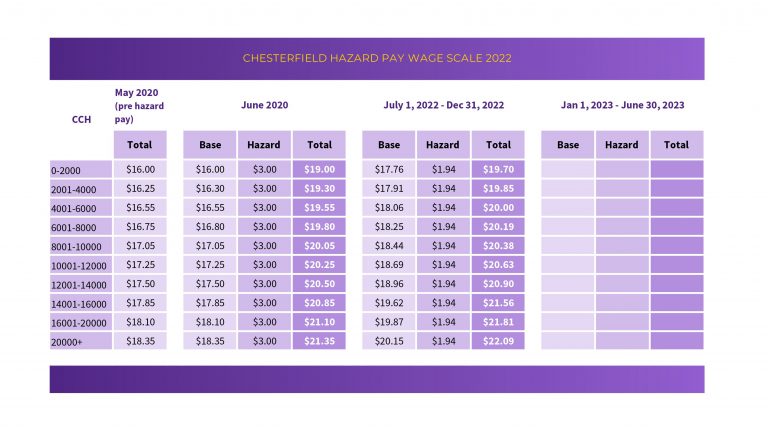 CHESTERFIELD HAZARD PAY WAGE SCALE 2022
CCH
May 2020
(pre hazard
pay)
June 2020
July 1, 2022 - Dec 31, 2022
Jan 1, 2023 - June 30, 2023
Total Base Hazard Total Base Hazard Total Base Hazard Total
0-2000 $16.00 $16.00 $3.00 $19.00 $17.76 $1.94 $19.70
2001-4000 $16.25 $16.30 $3.00 $19.30 $17.91 $1.94 $19.85
4001-6000 $16.55 $16.55 $3.00 $19.55 $18.06 $1.94 $20.00
6001-8000 $16.75 $16.80 $3.00 $19.80 $18.25 $1.94 $20.19
8001-10000 $17.05 $17.05 $3.00 $20.05 $18.44 $1.94 $20.38
10001-12000 $17.25 $17.25 $3.00 $20.25 $18.69 $1.94 $20.63
12001-14000 $17.50 $17.50 $3.00 $20.50 $18.96 $1.94 $20.90
14001-16000 $17.85 $17.85 $3.00 $20.85 $19.62 $1.94 $21.56
16001-20000 $18.10 $18.10 $3.00 $21.10 $19.87 $1.94 $21.81
20000+ $18.35 $18.35 $3.00 $21.35 $20.15 $1.94 $22.09